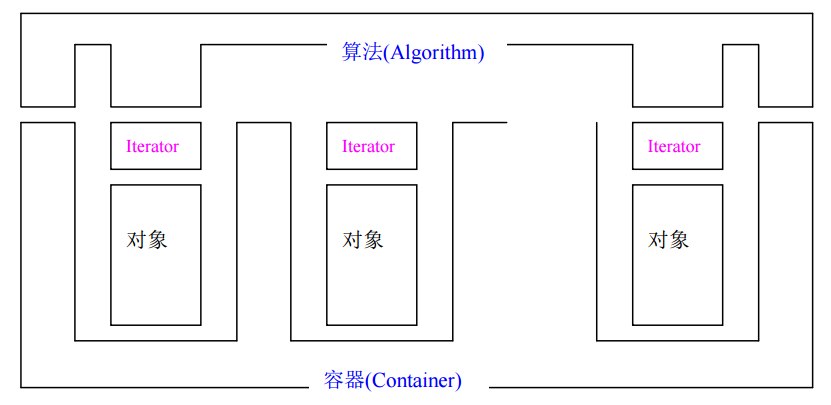 算法(Algorithm)
Iterator
Iterator
Iterator
对象
对象
对象
容器(Container)